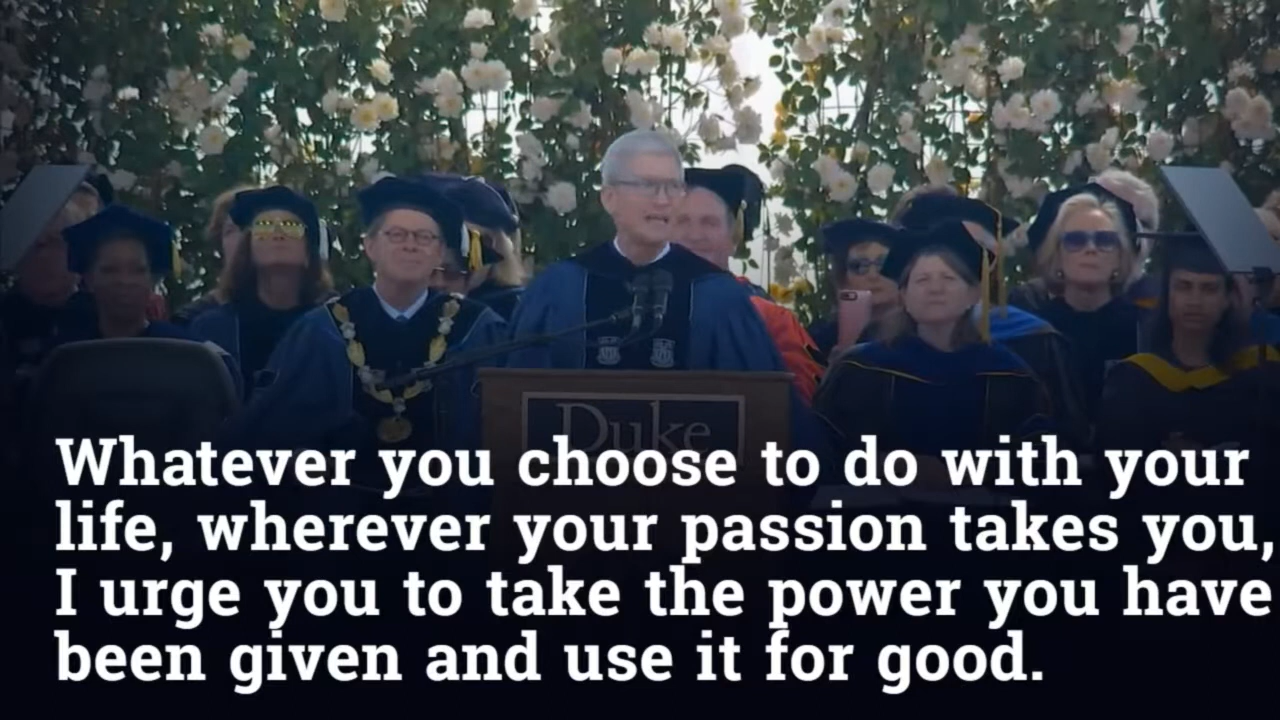 Duke
Whatever you choose to do with your
life, wherever your passion takes you,
I urge you to take the power you have
been given and use it for good.